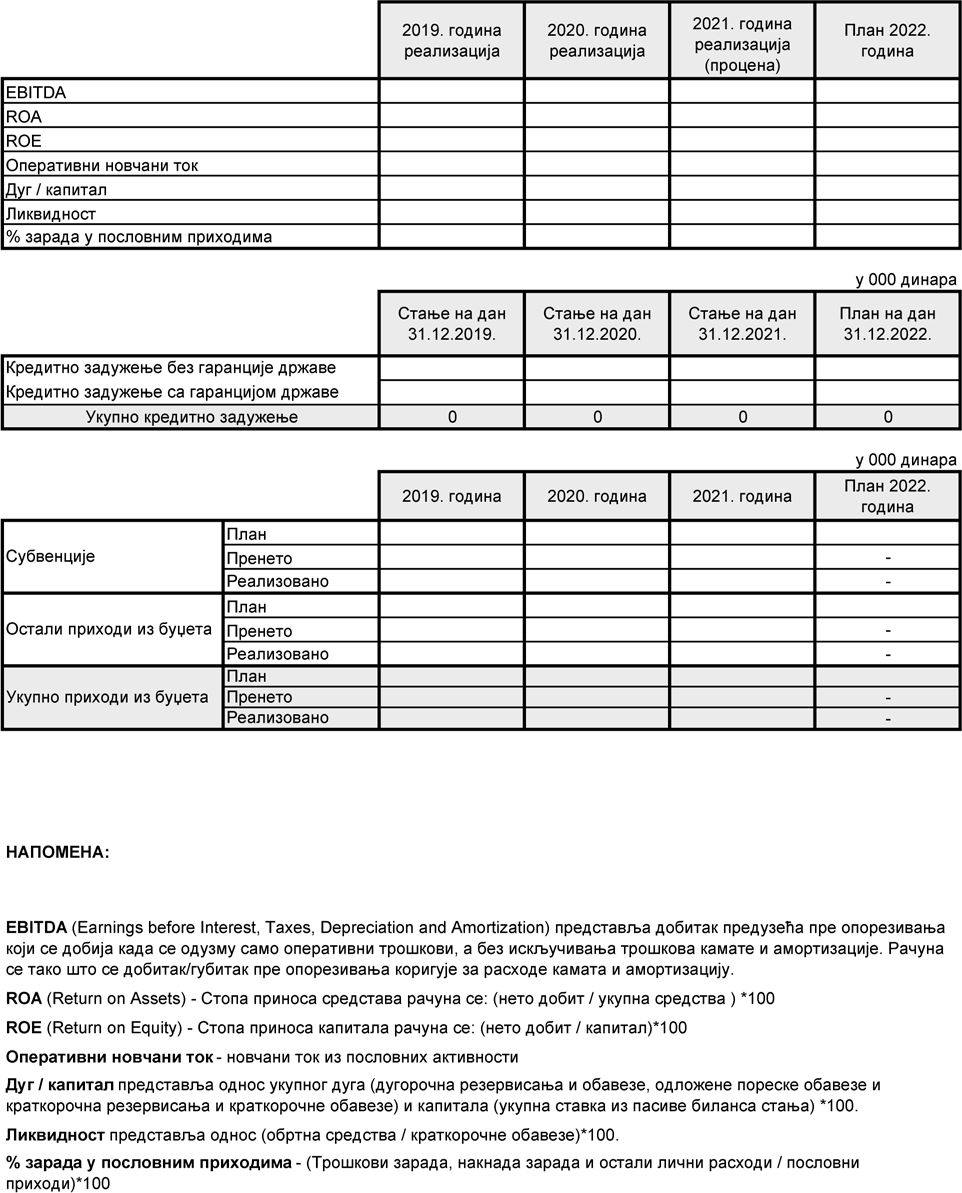 2019. година реализација 2020. година реализација 2021. година реализација (процена) План 2022. година
EBITDA
ROA
ROE
Оперативни новчани ток
Дуг / капитал
Ликвидност
% зарада у пословним приходима
у 000 динара
Стање на дан 31.12.2019. Стање на дан 31.12.2020. Стање на дан 31.12.2021. План на дан 31.12.2022.
Кредитно задужење без гаранције државе
Кредитно задужење са гаранцијом државе
Укупно кредитно задужење 0 0 0 0
у 000 динара
2019. година 2020. година 2021. година План 2022. година
Субвенције
План
Пренето -
Реализовано -
Остали приходи из буџета
План
Пренето -
Реализовано -
Укупно приходи из буџета
План
Пренето -
Реализовано -
НАПОМЕНА:
EBITDA (Earnings before Interest, Taxes, Depreciation and Amortization) представља добитак предузећа пре опорезивања
који се добија када се одузму само оперативни трошкови, а без искључивања трошкова камате и амортизације. Рачуна
се тако што се добитак/губитак пре опорезивања коригује за расходе камата и амортизацију.
ROA (Return on Assets) - Стопа приноса средстава рачуна се: (нето добит / укупна средства ) *100
ROE (Return on Equity) - Стопа приноса капитала рачуна се: (нето добит / капитал)*100
Оперативни новчани ток - новчани ток из пословних активности
Дуг / капитал представља однос укупног дуга (дугорочна резервисања и обавезе, одложене пореске обавезе и
краткорочна резервисања и краткорочне обавезе) и капитала (укупна ставка из пасиве биланса стања) *100.
Ликвидност представља однос (обртна средства / краткорочне обавезе)*100.
% зарада у пословним приходима - (Трошкови зарада, накнада зарада и остали лични расходи / пословни
приходи)*100